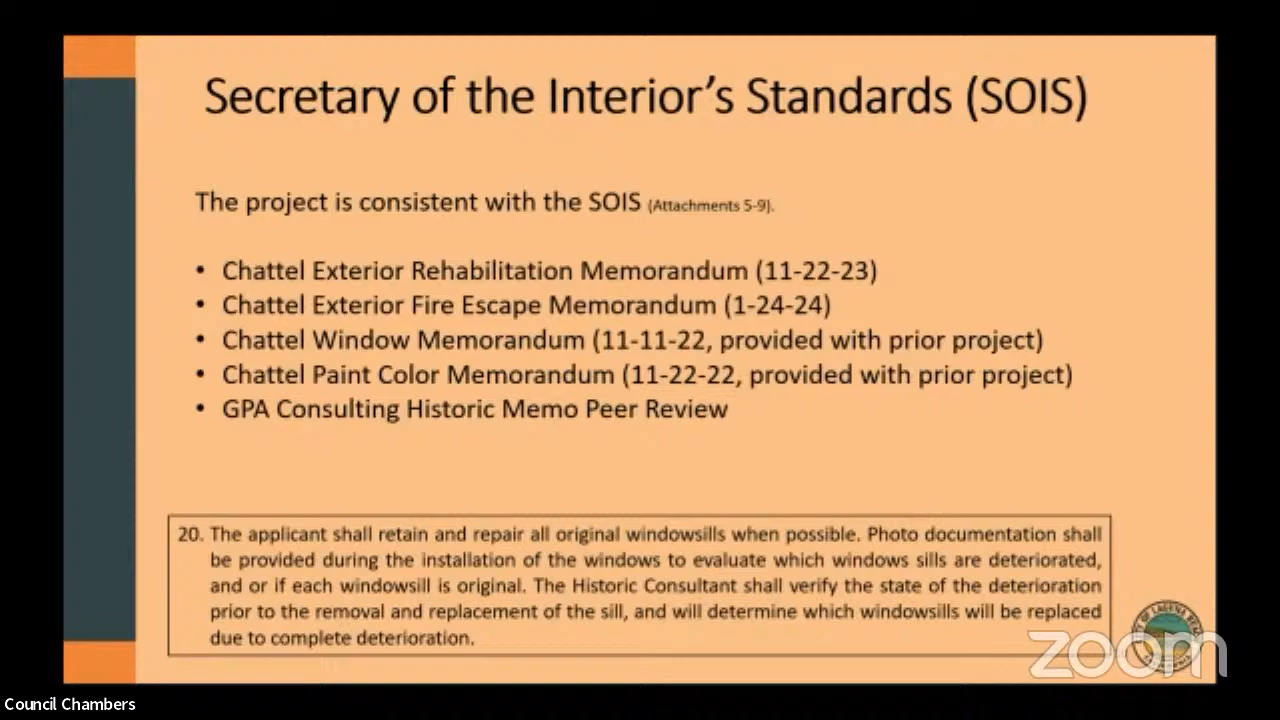 Secretary of the Interior's Standards (SOIS)
The project is consistent with the SOIS (Attachments 5-9).
• Chattel Exterior Rehabilitation Memorandum (11-22-23)
• Chattel Exterior Fire Escape Memorandum (1-24-24)
• Chattel Window Memorandum (11-11-22, provided with prior project)
• Chattel Paint Color Memorandum (11-22-22, provided with prior project)
• GPA Consulting Historic Memo Peer Review
20. The applicant shall retain and repair all original windowsills when possible. Photo documentation shall
be provided during the installation of the windows to evaluate which windows sills are deteriorated,
and or if each windowsill is original. The Historic Consultant shall verify the state of the deterioration
prior to the removal and replacement of the sill, and will determine which windowsills will be replaced
due to complete deterioration.
zoom
Council Chambers